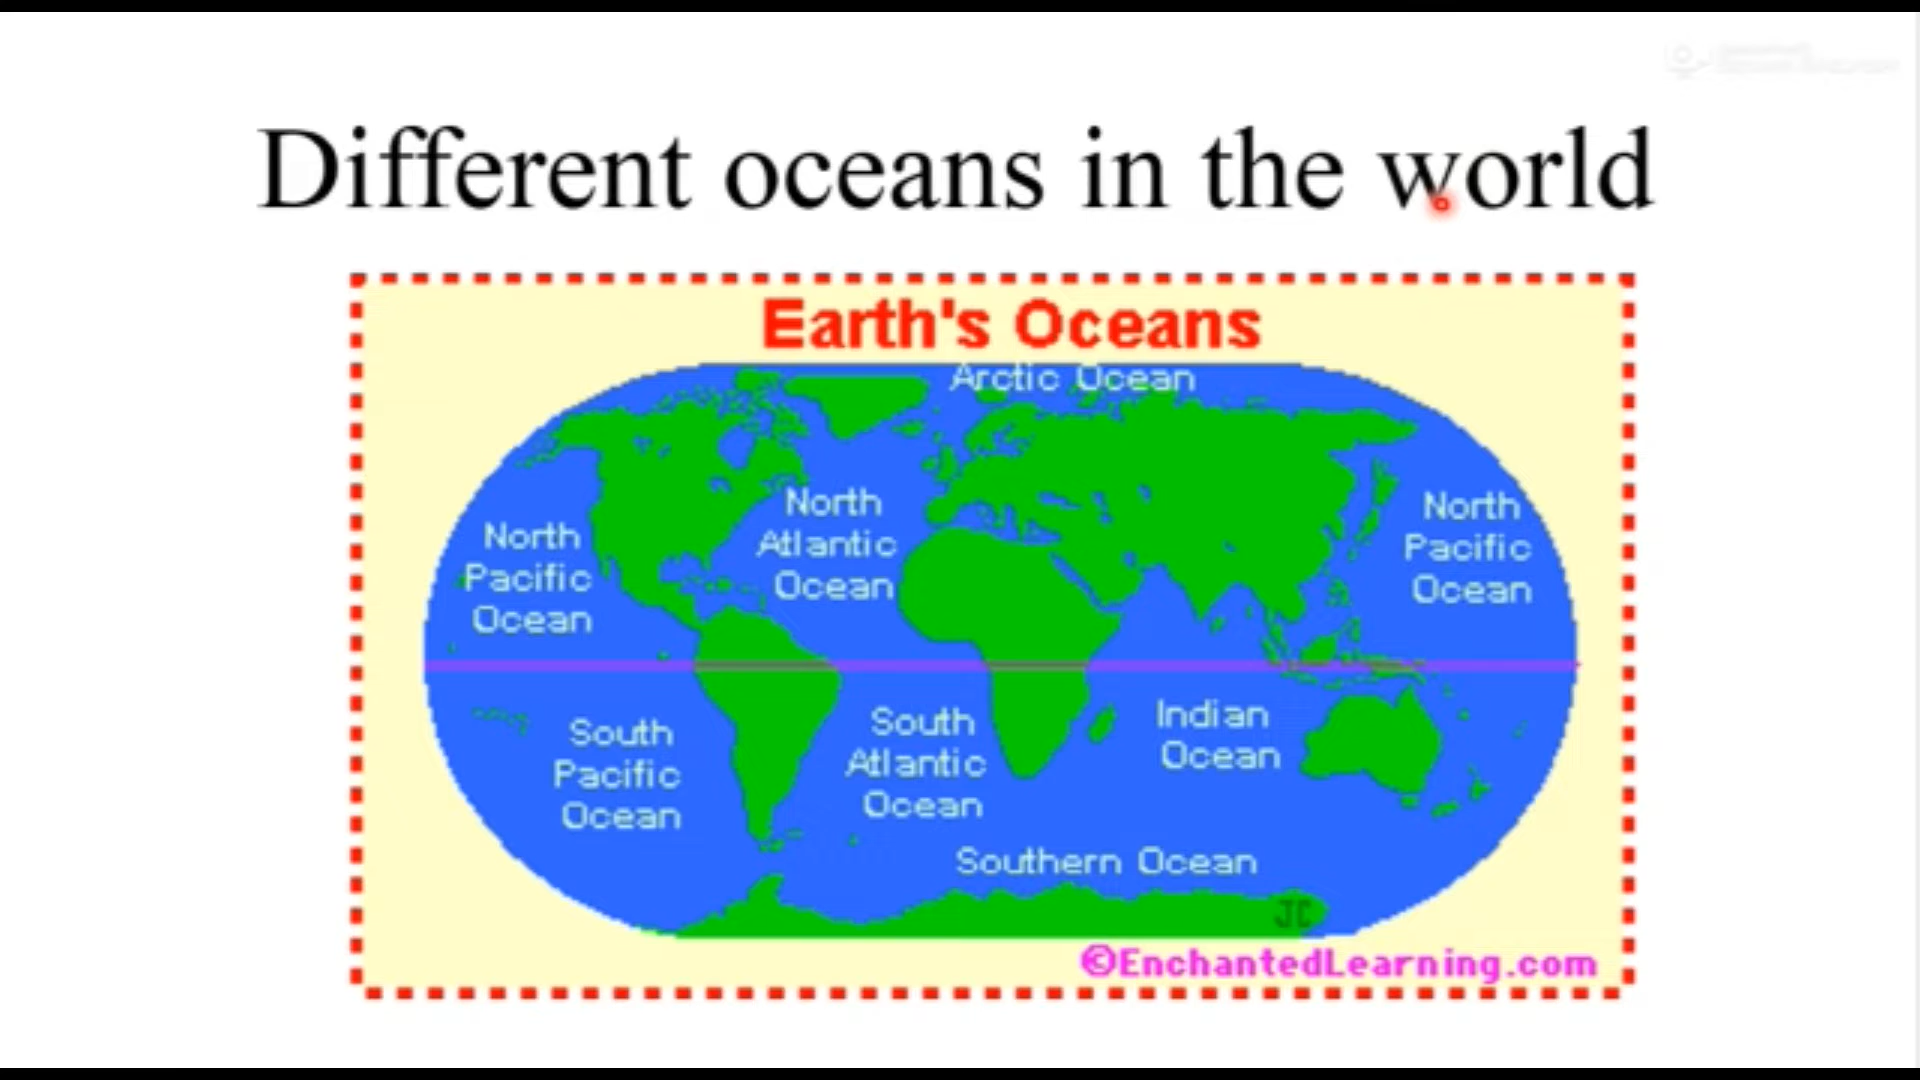 Different oceans in the world
Earth's Oceans
Arctic Ocean
North
Pacific
Ocean
North
Atlantic
Ocean
North
Pacific
Ocean
South
Pacific
Ocean
South
Atlantic
Ocean
Indian
Ocean
Southern Ocean
JC
©EnchantedLearning.com